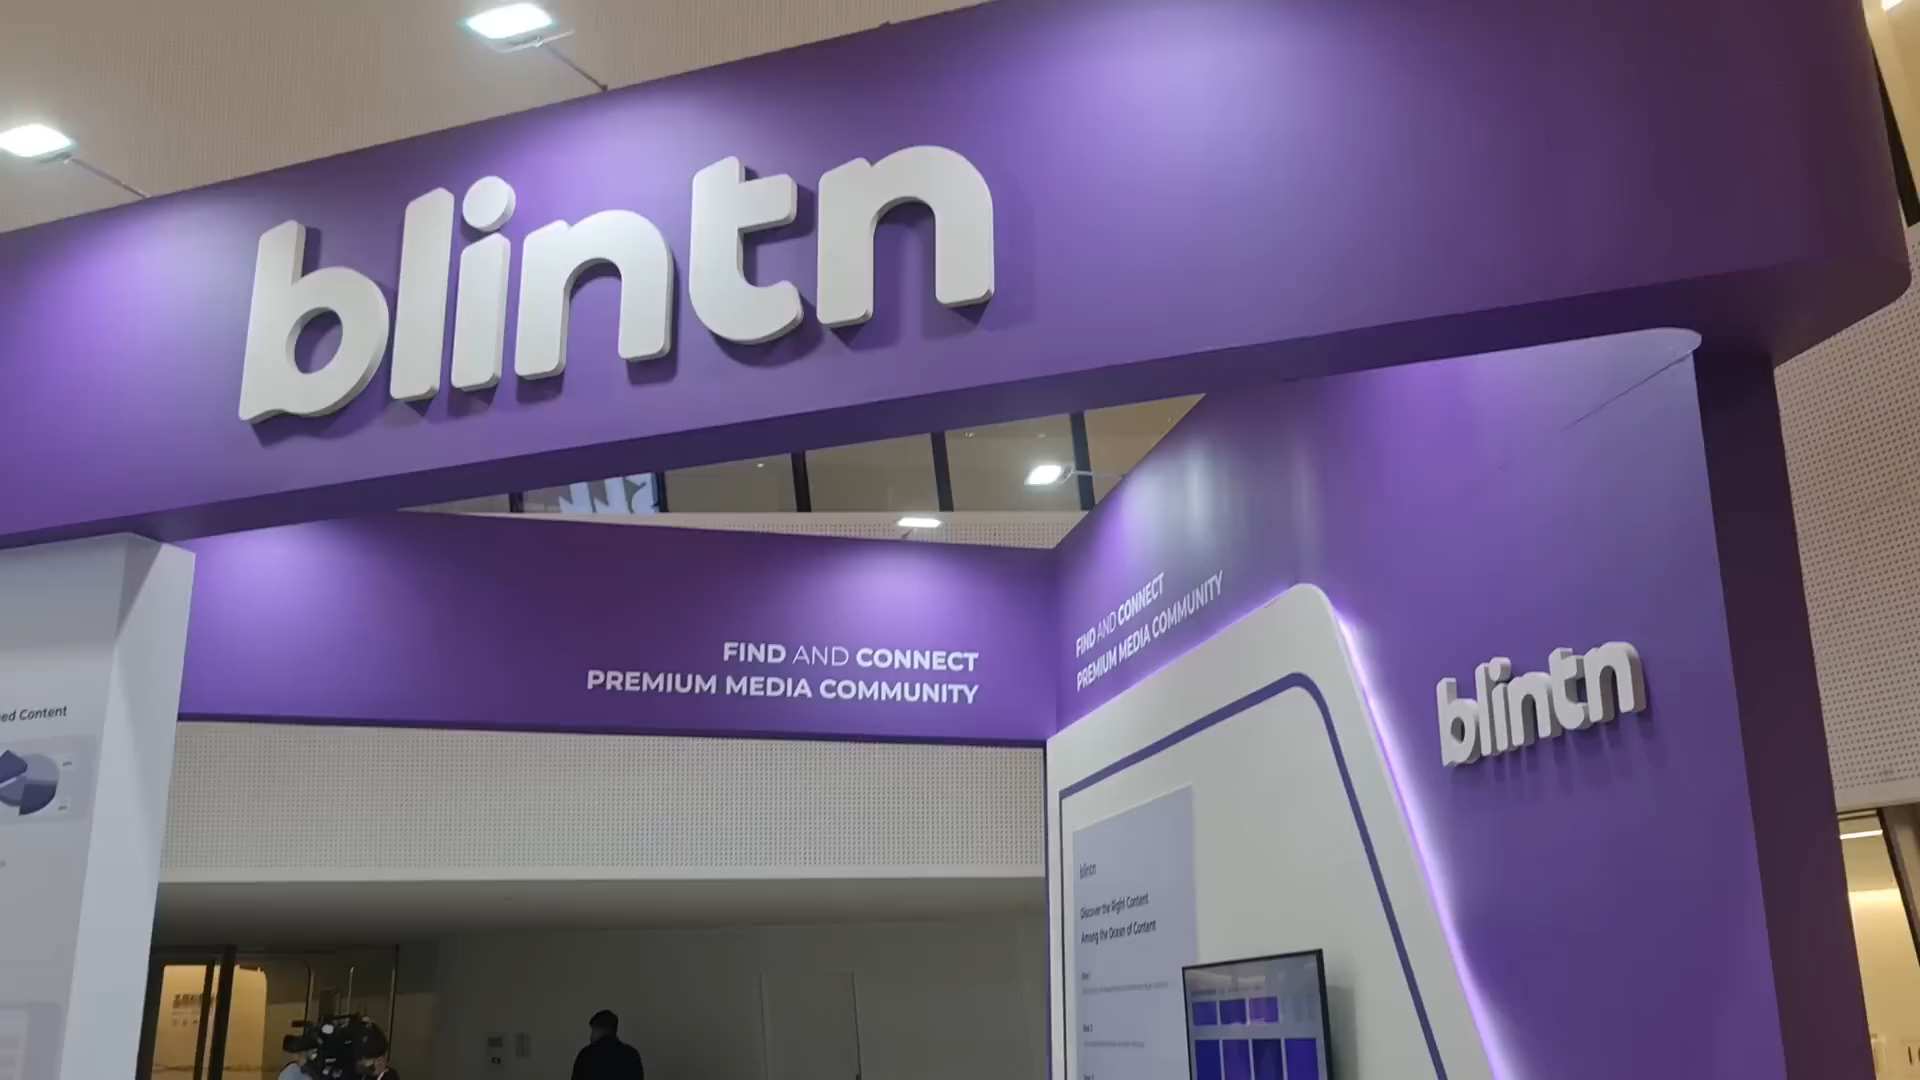 blintn
FIND AND CONNECT
PREMIUM MEDIA COMMUNITY
FIND AND CONNECT
PREMIUM MEDIA COMMUNITY
blintn
Content
blintn
Discover the Right Content
Among the Ocean of Content